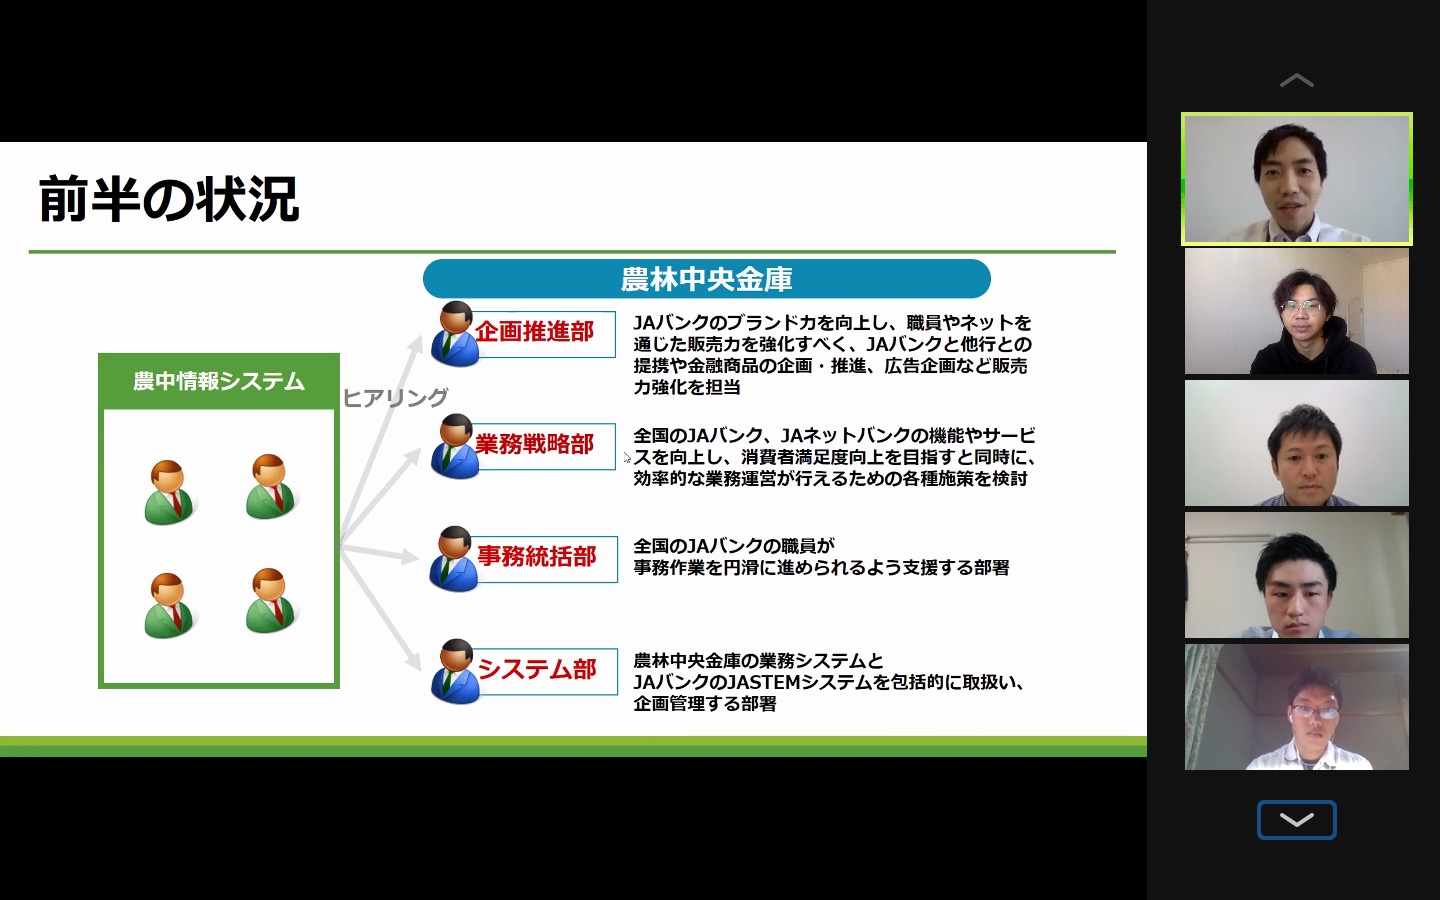 前半の状況
農林中央金庫
農中情報システム
ヒアリング
企画推進部
JAバンクのブランド力を向上し、職員やネットを
通じた販売力を強化すべく、JAバンクと他行との
提携や金融商品の企画・推進、広告企画など販売
力強化を担当
業務戦略部
全国のJAバンク、JAネットバンクの機能やサービ
スを向上し、消費者満足度向上を目指すと同時に、
効率的な業務運営が行えるための各種施策を検討
事務統括部
全国のJAバンクの職員が
事務作業を円滑に進められるよう支援する部署
システム部
農林中央金庫の業務システムと
JAバンクのJASTEMシステムを包括的に取扱い、
企画管理する部署